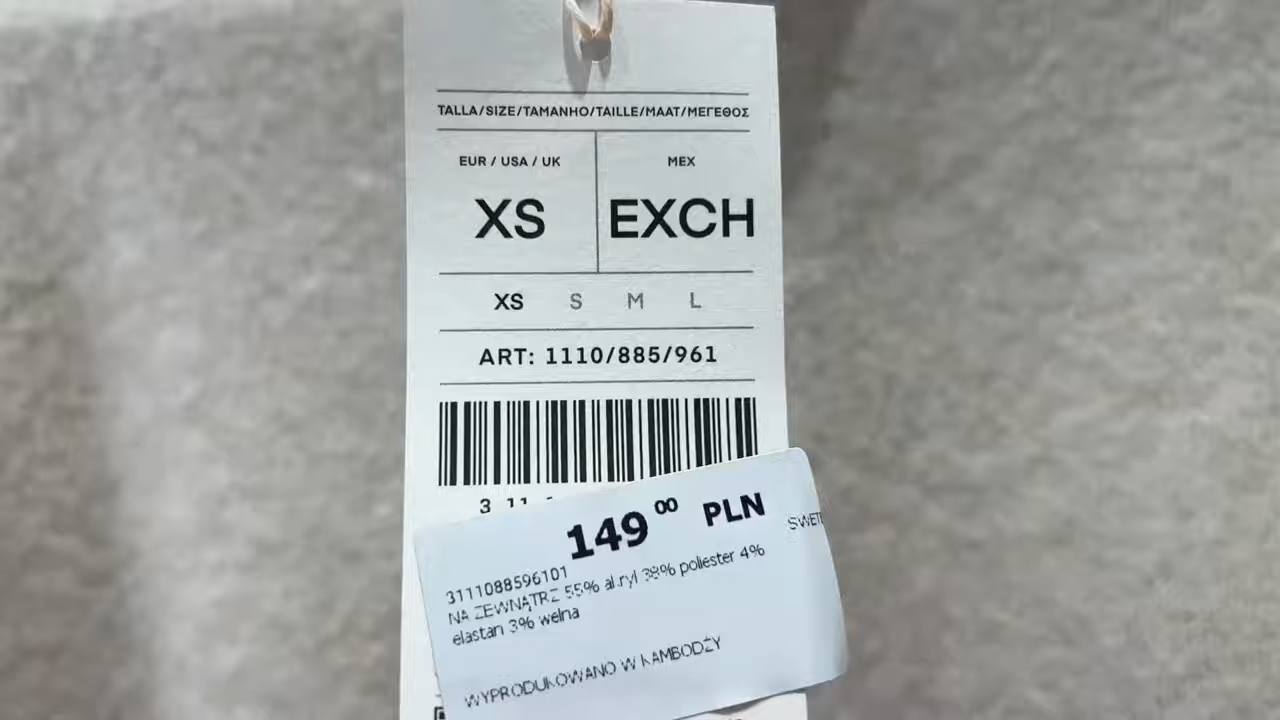 TALLA/SIZE/TAMANHO/TAILLE/MAAT/ΜΕΓΕΘΟΣ
EUR / USA / UK
MEX
XS
EXCH
XS S M L
ART: 1110/885/961
3 11
149 00 PLN
SWET
3111088596101
NA ZEWNĄTRZ 55% akryl 38% poliester 4%
elastan 3% wełna
WYPRODUKOWANO W KAMBODŻY